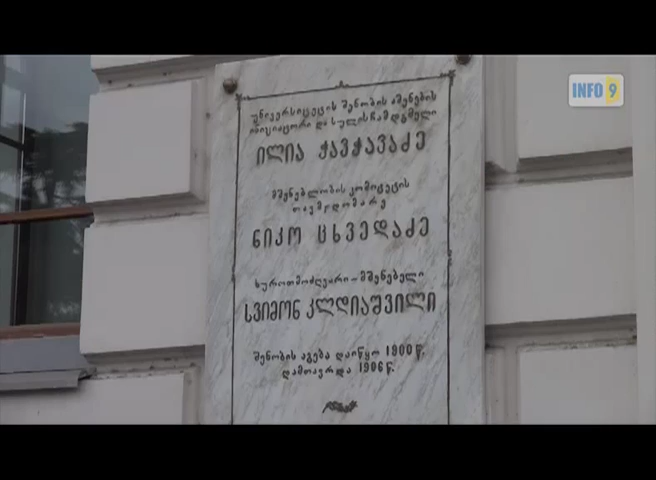 INFO 9
უნივერსიტეტის შენობის აშენების
ინიციატორი და სულისჩამდგმელი
ილია ჭავჭავაძე
მშენებლობის კომიტეტის
თავმჯდომარე
ნიკო ცხვედაძე
ხუროთმოძღვარი – მშენებელი
სვიმონ კლდიაშვილი
შენობის აგება დაიწყო 1900 წ.
დამთავრდა 1906 წ.